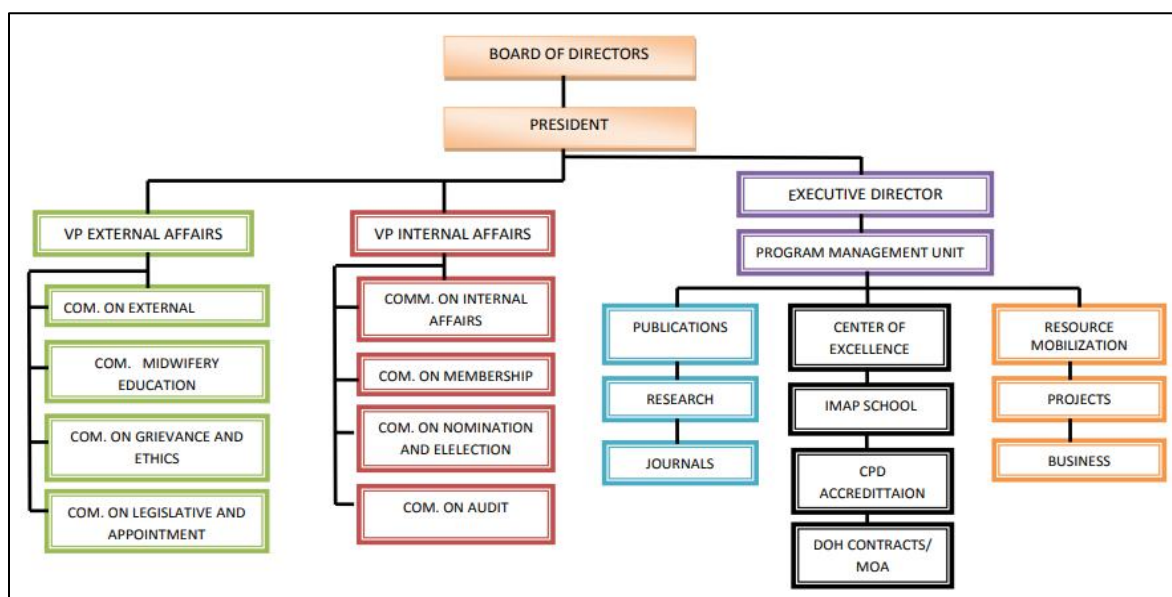 BOARD OF DIRECTORS
PRESIDENT
EXECUTIVE DIRECTOR
VP EXTERNAL AFFAIRS
VP INTERNAL AFFAIRS
PROGRAM MANAGEMENT UNIT
COM. ON EXTERNAL
COM. MIDWIFERY
EDUCATION
COM. ON GRIEVANCE AND
ETHICS
COM. ON LEGISLATIVE AND
APPOINTMENT
COMM. ON INTERNAL
AFFAIRS
COM. ON MEMBERSHIP
COM. ON NOMINATION
AND ELELECTION
COM. ON AUDIT
PUBLICATIONS
RESEARCH
JOURNALS
CENTER OF
EXCELLENCE
IMAP SCHOOL
CPD
ACCREDITTAION
DOH CONTRACTS/
MOA
RESOURCE
MOBILIZATION
PROJECTS
BUSINESS